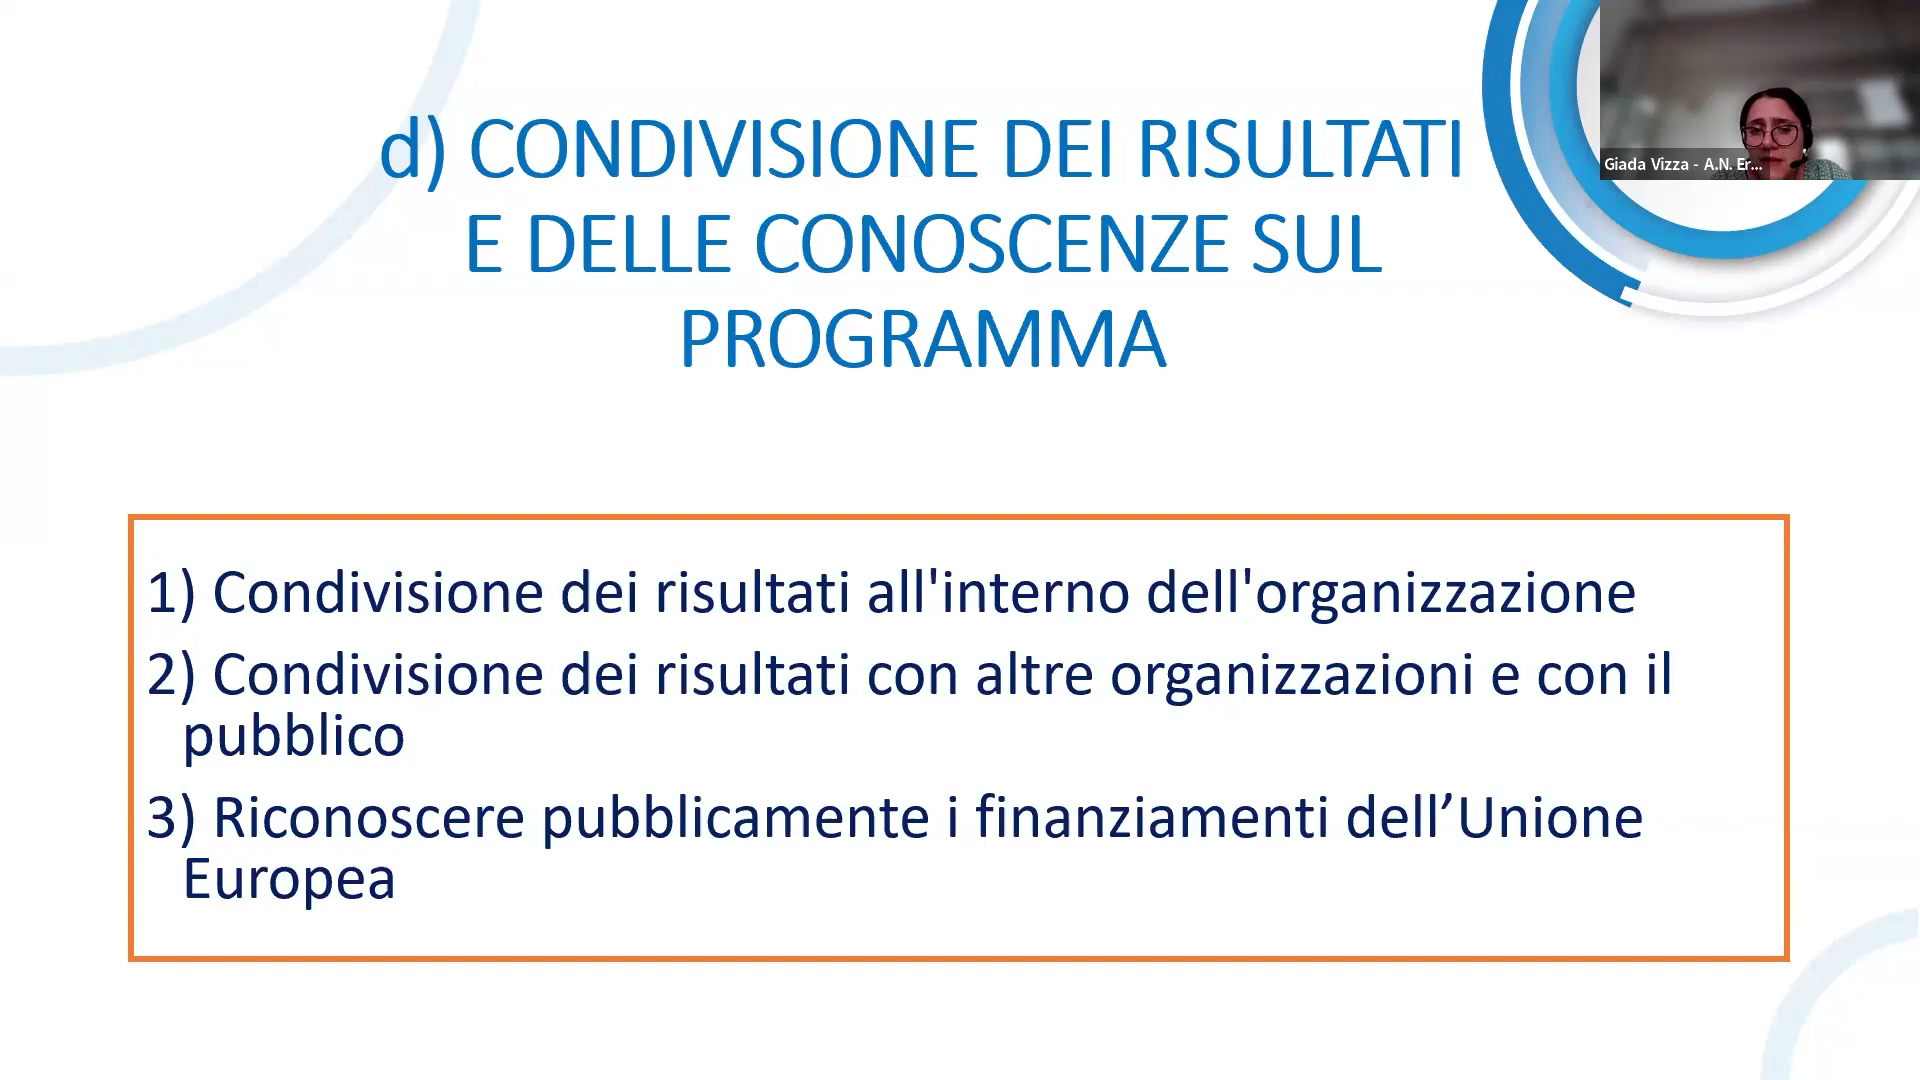 d) CONDIVISIONE DEI RISULTATI
E DELLE CONOSCENZE SUL
PROGRAMMA
Giada Vizza - A.N. Er...
1) Condivisione dei risultati all'interno dell'organizzazione
2) Condivisione dei risultati con altre organizzazioni e con il
pubblico
3) Riconoscere pubblicamente i finanziamenti dell’Unione
Europea